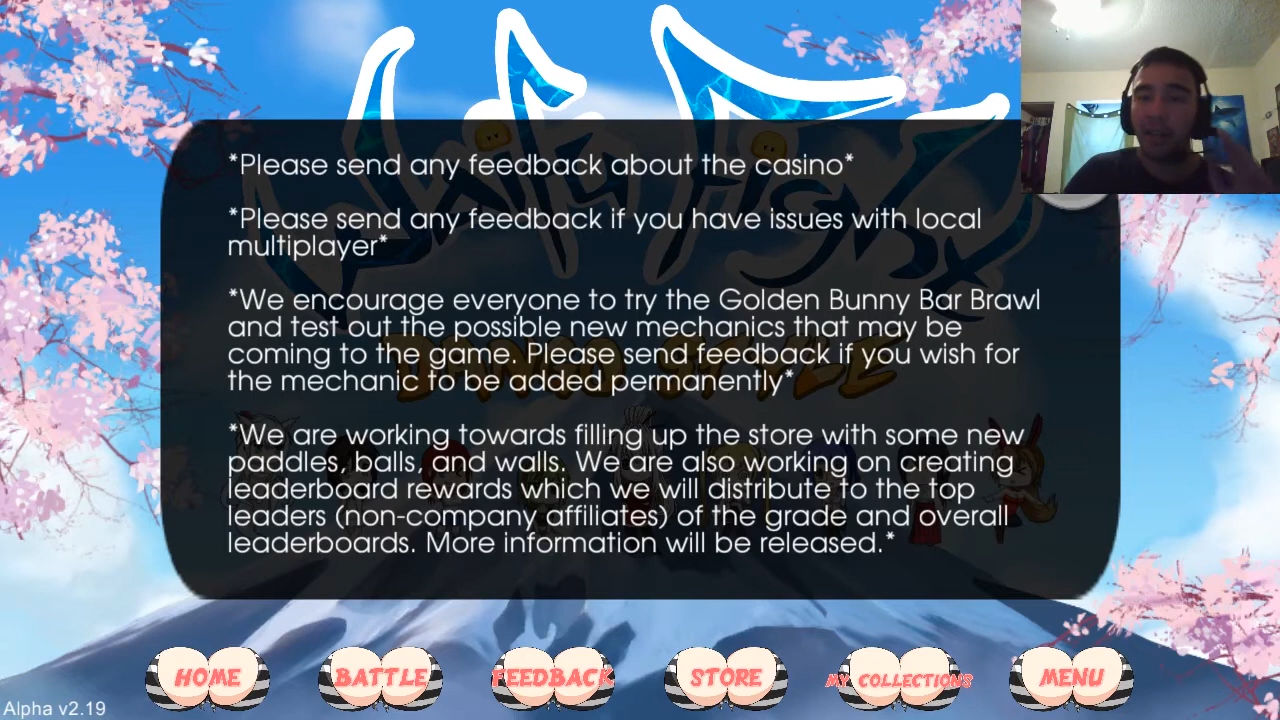 *Please send any feedback about the casino*
*Please send any feedback if you have issues with local
multiplayer*
*We encourage everyone to try the Golden Bunny Bar Brawl
and test out the possible new mechanics that may be
coming to the game. Please send feedback if you wish for
the mechanic to be added permanently*
*We are working towards filling up the store with some new
paddles, balls, and walls. We are also working on creating
leaderboard rewards which we will distribute to the top
leaders (non-company affiliates) of the grade and overall
leaderboards. More information will be released.*
HOME BATTLE FEEDBACK STORE MY COLLECTIONS MENU
Alpha v2.19